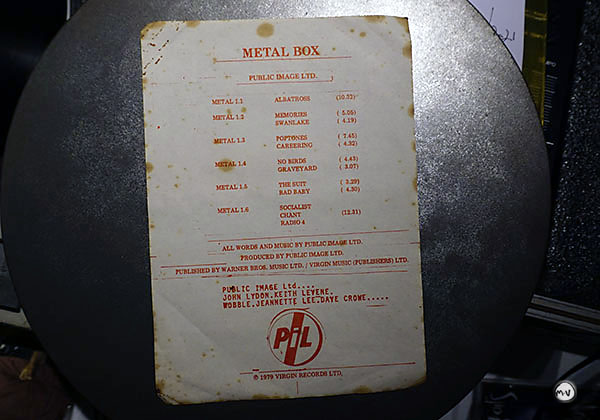 METAL BOX
PUBLIC IMAGE LTD.
METAL 1.1 ALBATROSS (10.32)
METAL 1.2 MEMORIES ( 5.05)
SWANLAKE ( 4.19)
METAL 1.3 POPTONES ( 7.45)
CAREERING ( 4.32)
METAL 1.4 NO BIRDS ( 4.43)
GRAVEYARD ( 3.07)
METAL 1.5 THE SUIT ( 3.29)
BAD BABY ( 4.30)
METAL 1.6 SOCIALIST
CHANT (12.31)
RADIO 4
ALL WORDS AND MUSIC BY PUBLIC IMAGE LTD.
PRODUCED BY PUBLIC IMAGE LTD.
PUBLISHED BY WARNER BROS. MUSIC LTD. / VIRGIN MUSIC (PUBLISHERS) LTD.
PUBLIC IMAGE Ltd....
JOHN LYDON.KEITH LEVENE.
WOBBLE.JEANNETTE LEE.DAVE CROWE.....
PiL
© 1979 VIRGIN RECORDS LTD.